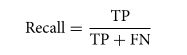 Recall = TP / (TP + FN)